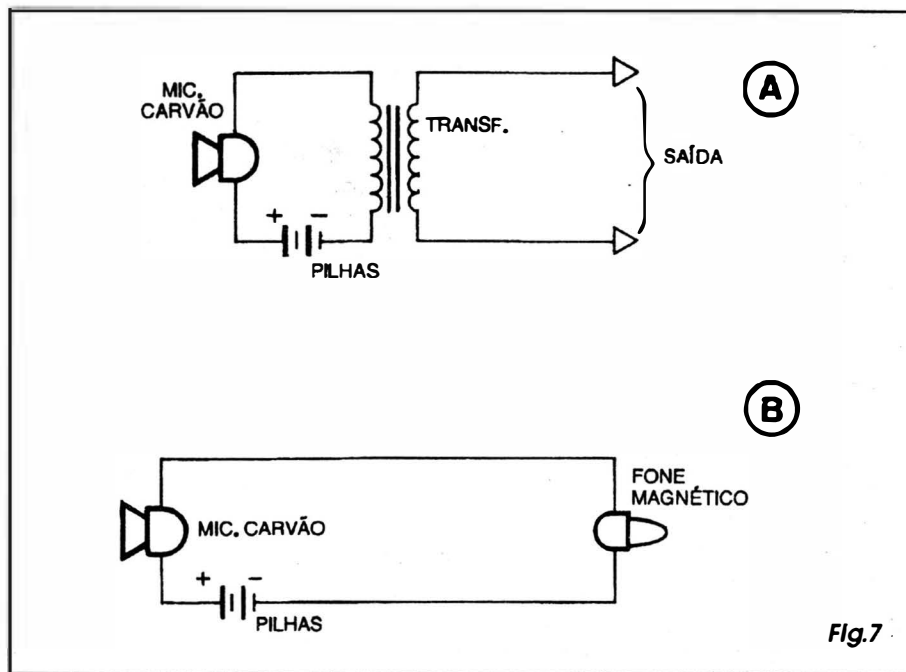 MIC.
CARVÃO
TRANSF.
A
SAÍDA
+ −
PILHAS
B
FONE
MAGNÉTICO
MIC. CARVÃO
+ −
PILHAS
Fig.7